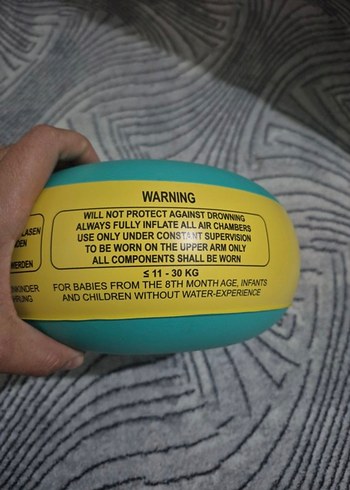 WARNING
WILL NOT PROTECT AGAINST DROWNING
ALWAYS FULLY INFLATE ALL AIR CHAMBERS
USE ONLY UNDER CONSTANT SUPERVISION
TO BE WORN ON THE UPPER ARM ONLY
ALL COMPONENTS SHALL BE WORN
≤ 11 - 30 KG
FOR BABIES FROM THE 8TH MONTH AGE, INFANTS
AND CHILDREN WITHOUT WATER-EXPERIENCE